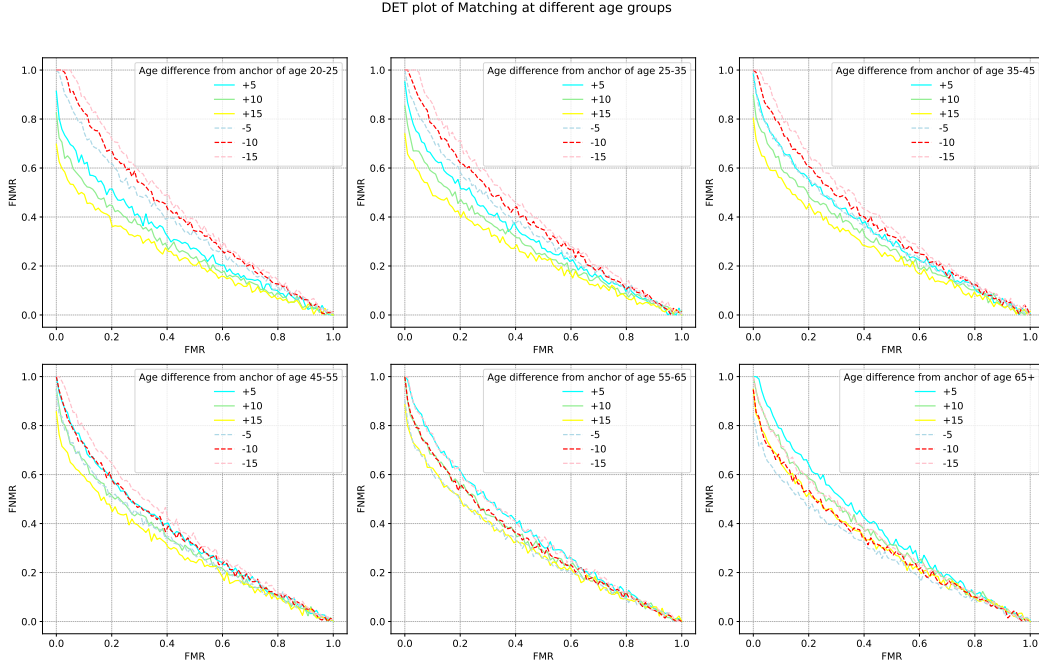 DET plot of Matching at different age groups
Age difference from anchor of age 20-25
+5
+10
+15
-5
-10
-15
1.0
0.8
0.6
0.4
0.2
0.0
FNMR
0.0 0.2 0.4 0.6 0.8 1.0
FMR
Age difference from anchor of age 25-35
+5
+10
+15
-5
-10
-15
1.0
0.8
0.6
0.4
0.2
0.0
FNMR
0.0 0.2 0.4 0.6 0.8 1.0
FMR
Age difference from anchor of age 35-45
+5
+10
+15
-5
-10
-15
1.0
0.8
0.6
0.4
0.2
0.0
FNMR
0.0 0.2 0.4 0.6 0.8 1.0
FMR
Age difference from anchor of age 45-55
+5
+10
+15
-5
-10
-15
1.0
0.8
0.6
0.4
0.2
0.0
FNMR
0.0 0.2 0.4 0.6 0.8 1.0
FMR
Age difference from anchor of age 55-65
+5
+10
+15
-5
-10
-15
1.0
0.8
0.6
0.4
0.2
0.0
FNMR
0.0 0.2 0.4 0.6 0.8 1.0
FMR
Age difference from anchor of age 65+
+5
+10
+15
-5
-10
-15
1.0
0.8
0.6
0.4
0.2
0.0
FNMR
0.0 0.2 0.4 0.6 0.8 1.0
FMR